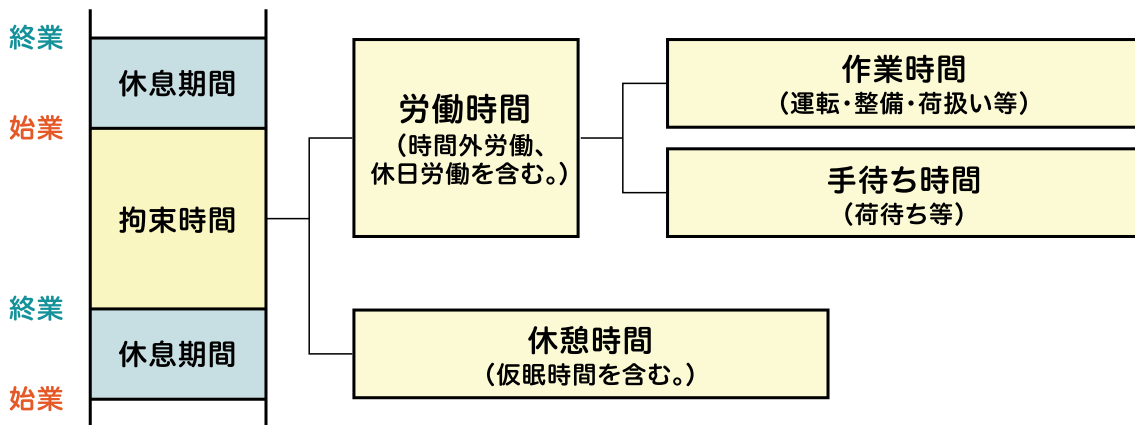 終業
休息期間
始業
拘束時間
終業
休息期間
始業
労働時間
（時間外労働、
休日労働を含む。）
作業時間
（運転・整備・荷扱い等）
手待ち時間
（荷待ち等）
休憩時間
（仮眠時間を含む。）